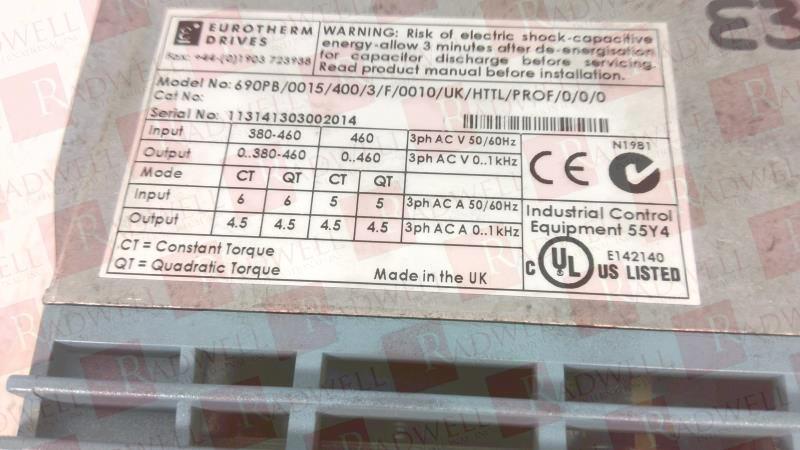 EUROTHERM
DRIVES
Fax: +44-(0)1903 723938
WARNING: Risk of electric shock-capacitive
energy-allow 3 minutes after de-energisation
for capacitor discharge before servicing.
Read product manual before installation.
Model No: 690PB/0015/400/3/F/0010/UK/HTTL/PROF/0/0/0
Cat No:
Serial No: 113141303002014
Input 380-460 460 3ph AC V 50/60Hz
Output 0..380-460 0..460 3ph AC V 0..1kHz
Mode CT QT CT QT
Input 6 6 5 5 3ph AC A 50/60Hz
Output 4.5 4.5 4.5 4.5 3ph AC A 0..1kHz
CT = Constant Torque
QT = Quadratic Torque
Made in the UK
CE
N1981
Industrial Control
Equipment 55Y4
E142140
C UL US LISTED
E3
RADWELL